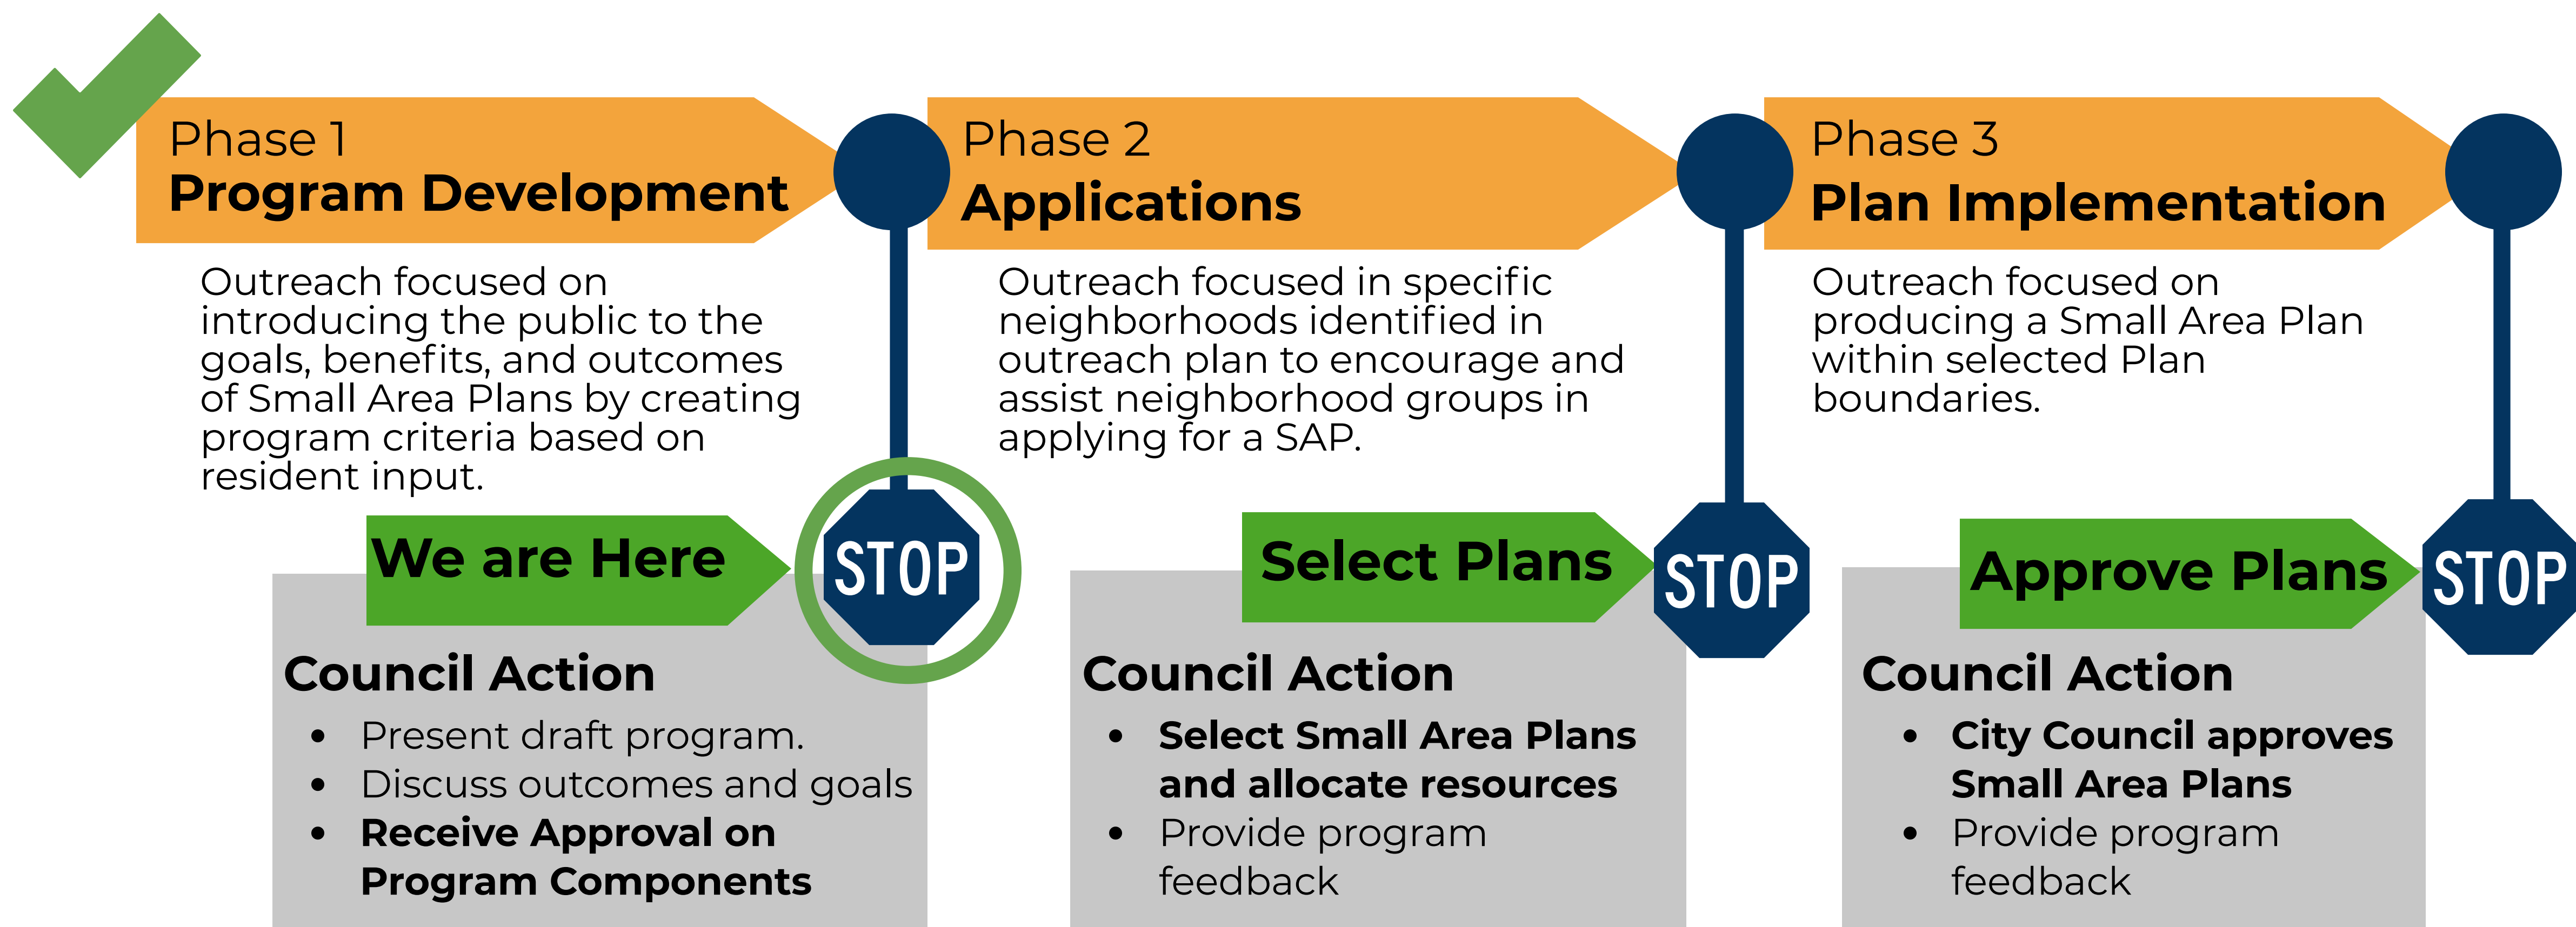 Phase 1
Program Development
Outreach focused on
introducing the public to the
goals, benefits, and outcomes
of Small Area Plans by creating
program criteria based on
resident input.
We are Here
STOP
Council Action
• Present draft program.
• Discuss outcomes and goals
• Receive Approval on
Program Components
Phase 2
Applications
Outreach focused in specific
neighborhoods identified in
outreach plan to encourage and
assist neighborhood groups in
applying for a SAP.
Select Plans
STOP
Council Action
• Select Small Area Plans
and allocate resources
• Provide program
feedback
Phase 3
Plan Implementation
Outreach focused on
producing a Small Area Plan
within selected Plan
boundaries.
Approve Plans
STOP
Council Action
• City Council approves
Small Area Plans
• Provide program
feedback